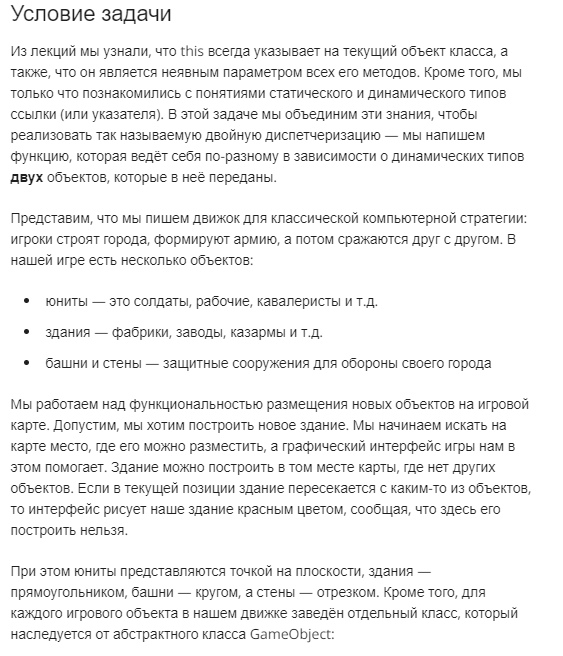 Условие задачи
Из лекций мы узнали, что this всегда указывает на текущий объект класса, а
также, что он является неявным параметром всех его методов. Кроме того, мы
только что познакомились с понятиями статического и динамического типов
ссылки (или указателя). В этой задаче мы объединим эти знания, чтобы
реализовать так называемую двойную диспетчеризацию — мы напишем
функцию, которая ведёт себя по-разному в зависимости о динамических типов
двух объектов, которые в неё переданы.
Представим, что мы пишем движок для классической компьютерной стратегии:
игроки строят города, формируют армию, а потом сражаются друг с другом. В
нашей игре есть несколько объектов:
• юниты — это солдаты, рабочие, кавалеристы и т.д.
• здания — фабрики, заводы, казармы и т.д.
• башни и стены — защитные сооружения для обороны своего города
Мы работаем над функциональностью размещения новых объектов на игровой
карте. Допустим, мы хотим построить новое здание. Мы начинаем искать на
карте место, где его можно разместить, а графический интерфейс игры нам в
этом помогает. Здание можно построить в том месте карты, где нет других
объектов. Если в текущей позиции здание пересекается с каким-то из объектов,
то интерфейс рисует наше здание красным цветом, сообщая, что здесь его
построить нельзя.
При этом юниты представляются точкой на плоскости, здания —
прямоугольником, башни — кругом, а стены — отрезком. Кроме того, для
каждого игрового объекта в нашем движке заведён отдельный класс, который
наследуется от абстрактного класса GameObject: